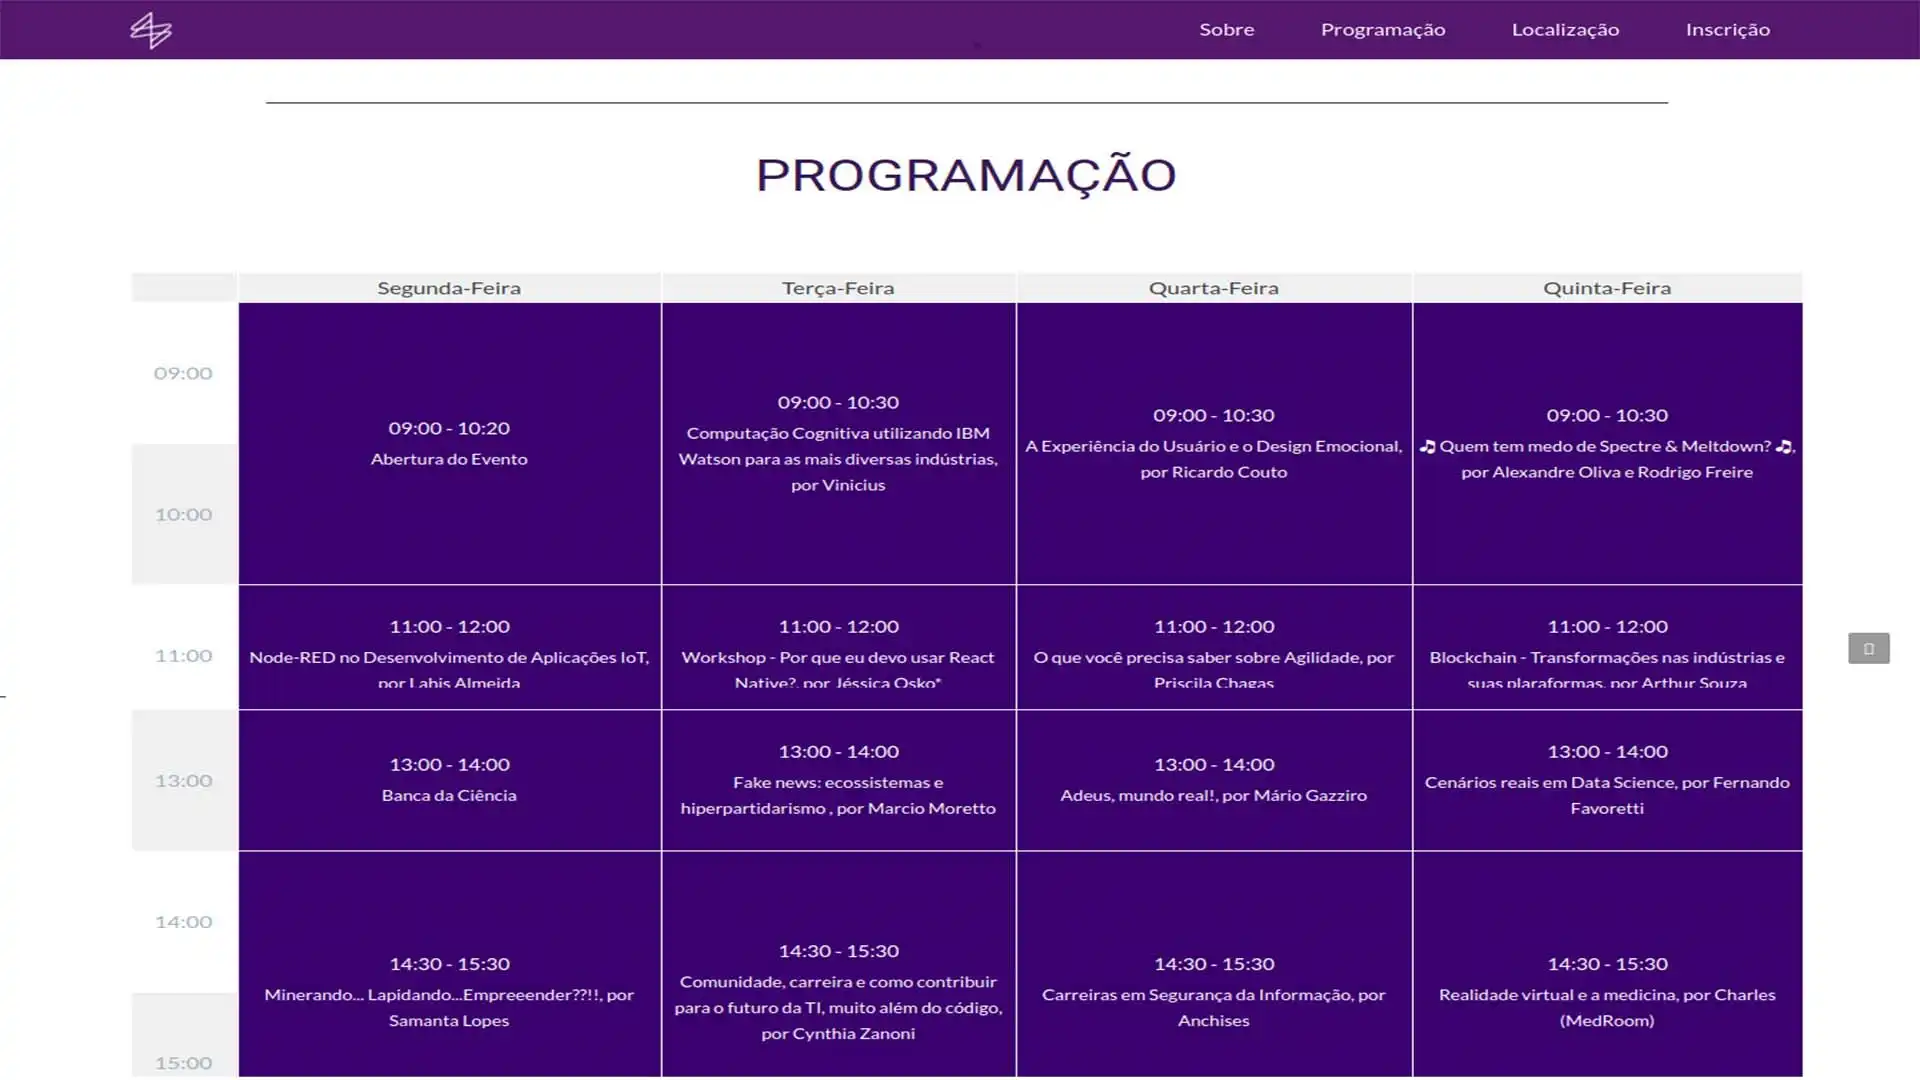 Sobre Programação Localização Inscrição
PROGRAMAÇÃO
Segunda-Feira Terça-Feira Quarta-Feira Quinta-Feira
09:00
10:00
09:00 - 10:20
Abertura do Evento
09:00 - 10:30
Computação Cognitiva utilizando IBM
Watson para as mais diversas indústrias,
por Vinicius
09:00 - 10:30
A Experiência do Usuário e o Design Emocional,
por Ricardo Couto
09:00 - 10:30
🎵 Quem tem medo de Spectre & Meltdown? 🎵,
por Alexandre Oliva e Rodrigo Freire
11:00
11:00 - 12:00
Node-RED no Desenvolvimento de Aplicações IoT,
por Lahis Almeida
11:00 - 12:00
Workshop - Por que eu devo usar React
Native?, por Jéssica Osko*
11:00 - 12:00
O que você precisa saber sobre Agilidade, por
Priscila Chagas
11:00 - 12:00
Blockchain - Transformações nas indústrias e
suas plaraformas, por Arthur Souza
13:00
13:00 - 14:00
Banca da Ciência
13:00 - 14:00
Fake news: ecossistemas e
hiperpartidarismo , por Marcio Moretto
13:00 - 14:00
Adeus, mundo real!, por Mário Gazziro
13:00 - 14:00
Cenários reais em Data Science, por Fernando
Favoretti
14:00
15:00
14:30 - 15:30
Minerando... Lapidando...Empreeender??!!, por
Samanta Lopes
14:30 - 15:30
Comunidade, carreira e como contribuir
para o futuro da TI, muito além do código,
por Cynthia Zanoni
14:30 - 15:30
Carreiras em Segurança da Informação, por
Anchises
14:30 - 15:30
Realidade virtual e a medicina, por Charles
(MedRoom)